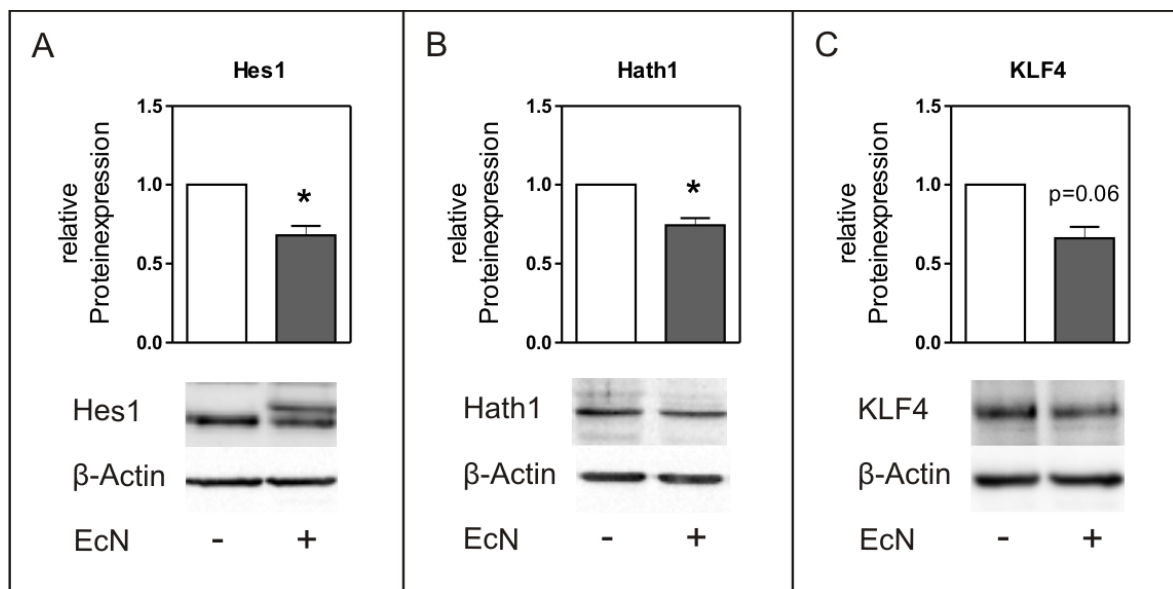 A
Hes1
relative
Proteinexpression
1.5
1.0
0.5
0.0
*
Hes1
β-Actin
EcN - +
B
Hath1
relative
Proteinexpression
1.5
1.0
0.5
0.0
*
Hath1
β-Actin
EcN - +
C
KLF4
relative
Proteinexpression
1.5
1.0
0.5
0.0
p=0.06
KLF4
β-Actin
EcN - +